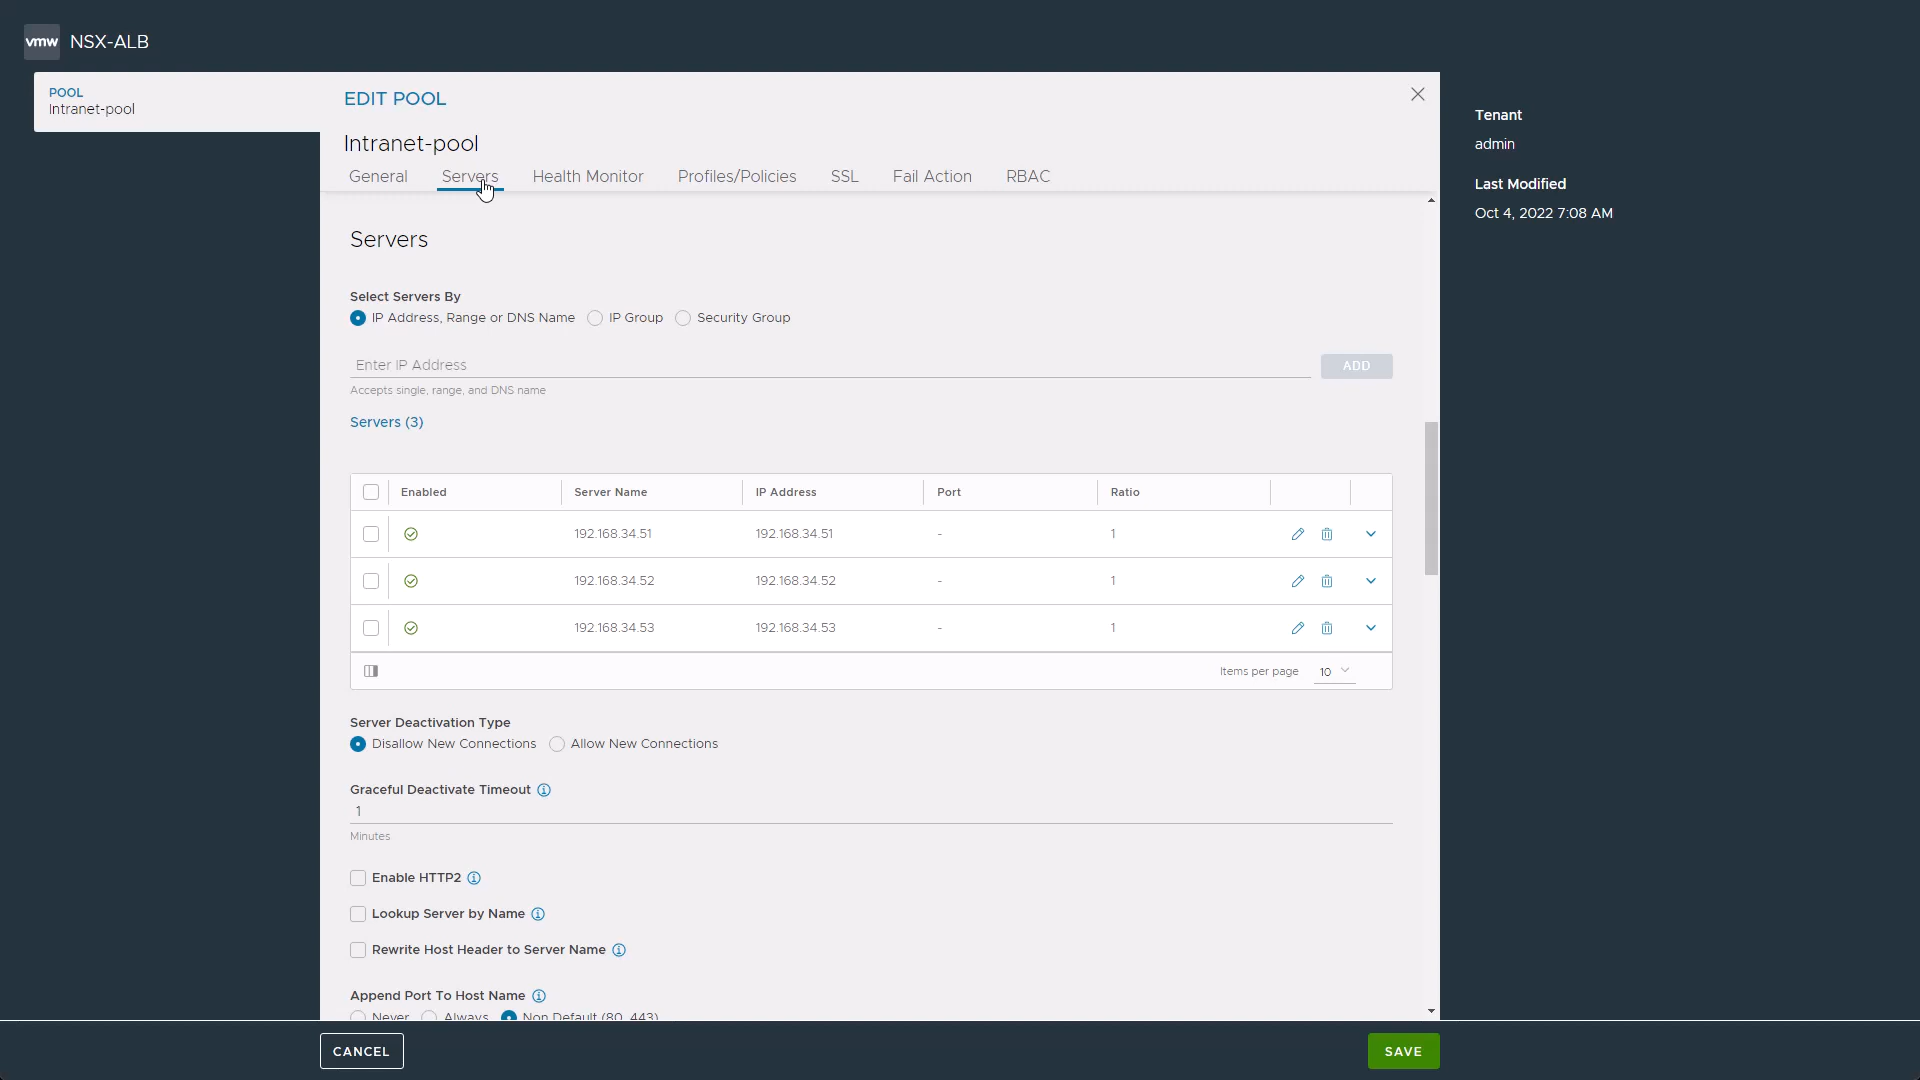 vmw NSX-ALB
POOL
Intranet-pool
EDIT POOL
Intranet-pool
General Servers Health Monitor Profiles/Policies SSL Fail Action RBAC
Tenant
admin
Last Modified
Oct 4, 2022 7:08 AM
Servers
Select Servers By
IP Address, Range or DNS Name IP Group Security Group
Enter IP Address ADD
Accepts single, range, and DNS name
Servers (3)
Enabled Server Name IP Address Port Ratio
192.168.34.51 192.168.34.51 - 1
192.168.34.52 192.168.34.52 - 1
192.168.34.53 192.168.34.53 - 1
Items per page 10
Server Deactivation Type
Disallow New Connections Allow New Connections
Graceful Deactivate Timeout
1
Minutes
Enable HTTP2
Lookup Server by Name
Rewrite Host Header to Server Name
Append Port To Host Name
Never Always Non Default (80, 443)
CANCEL SAVE